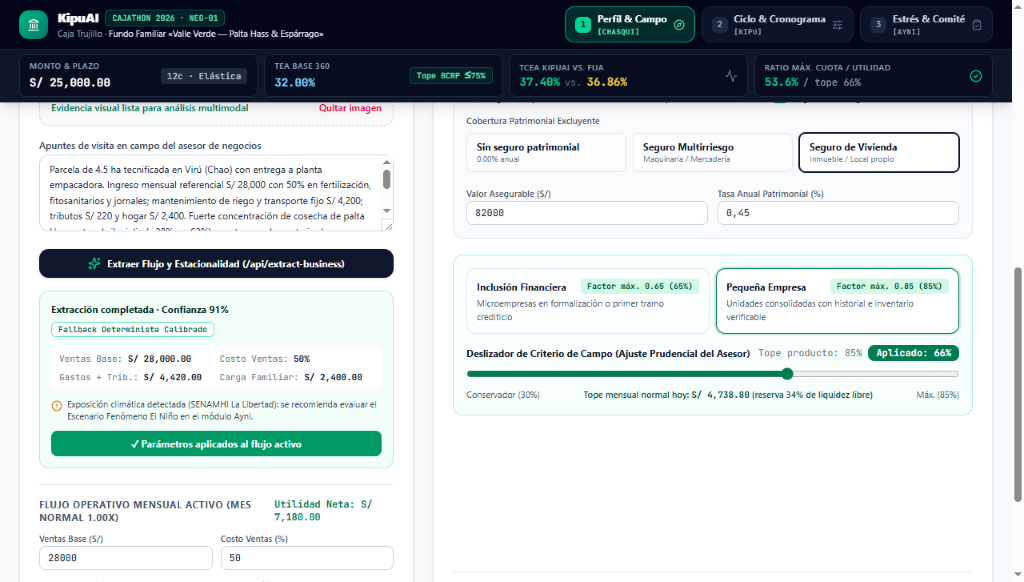 KipuAI CAJATHON 2026 · NEG-01
Caja Trujillo · Fundo Familiar «Valle Verde — Palta Hass & Espárrago»
1 Perfil & Campo
[CHASQUI]
2 Ciclo & Cronograma
[KIPU]
3 Estrés & Comité
[AYNI]
MONTO & PLAZO
S/ 25,000.00
12c · Elástica
TEA BASE 360
32.00%
Tope BCRP ≤75%
TCEA KIPUAI VS. FIJA
37.40% vs. 36.86%
RATIO MÁX. CUOTA / UTILIDAD
53.6% / tope 66%
Evidencia visual lista para análisis multimodal
Quitar imagen
Apuntes de visita en campo del asesor de negocios
Parcela de 4.5 ha tecnificada en Virú (Chao) con entrega a planta
empacadora. Ingreso mensual referencial S/ 28,000 con 50% en fertilización,
fitosanitarios y jornales; mantenimiento de riego y transporte fijo S/ 4,200;
tributos S/ 220 y hogar S/ 2,400. Fuerte concentración de cosecha de palta
Extraer Flujo y Estacionalidad (/api/extract-business)
Extracción completada · Confianza 91%
Fallback Determinista Calibrado
Ventas Base: S/ 28,000.00
Costo Ventas: 50%
Gastos + Trib.: S/ 4,420.00
Carga Familiar: S/ 2,400.00
Exposición climática detectada (SENAMHI La Libertad): se recomienda evaluar el
Escenario Fenómeno El Niño en el módulo Ayni.
✓ Parámetros aplicados al flujo activo
FLUJO OPERATIVO MENSUAL ACTIVO (MES
NORMAL 1.00X)
Utilidad Neta: S/
7,180.00
Ventas Base (S/)
28000
Costo Ventas (%)
50
Cobertura Patrimonial Excluyente
Sin seguro patrimonial
0.00% anual
Seguro Multirriesgo
Maquinaria / Mercadería
Seguro de Vivienda
Inmueble / Local propio
Valor Asegurable (S/)
82000
Tasa Anual Patrimonial (%)
0,45
Inclusión Financiera
Factor máx. 0.65 (65%)
Microempresas en formalización o primer tramo
crediticio
Pequeña Empresa
Factor máx. 0.85 (85%)
Unidades consolidadas con historial e inventario
verificable
Deslizador de Criterio de Campo (Ajuste Prudencial del Asesor)
Tope producto: 85%
Aplicado: 66%
Conservador (30%)
Tope mensual normal hoy: S/ 4,738.80 (reserva 34% de liquidez libre)
Máx. (85%)